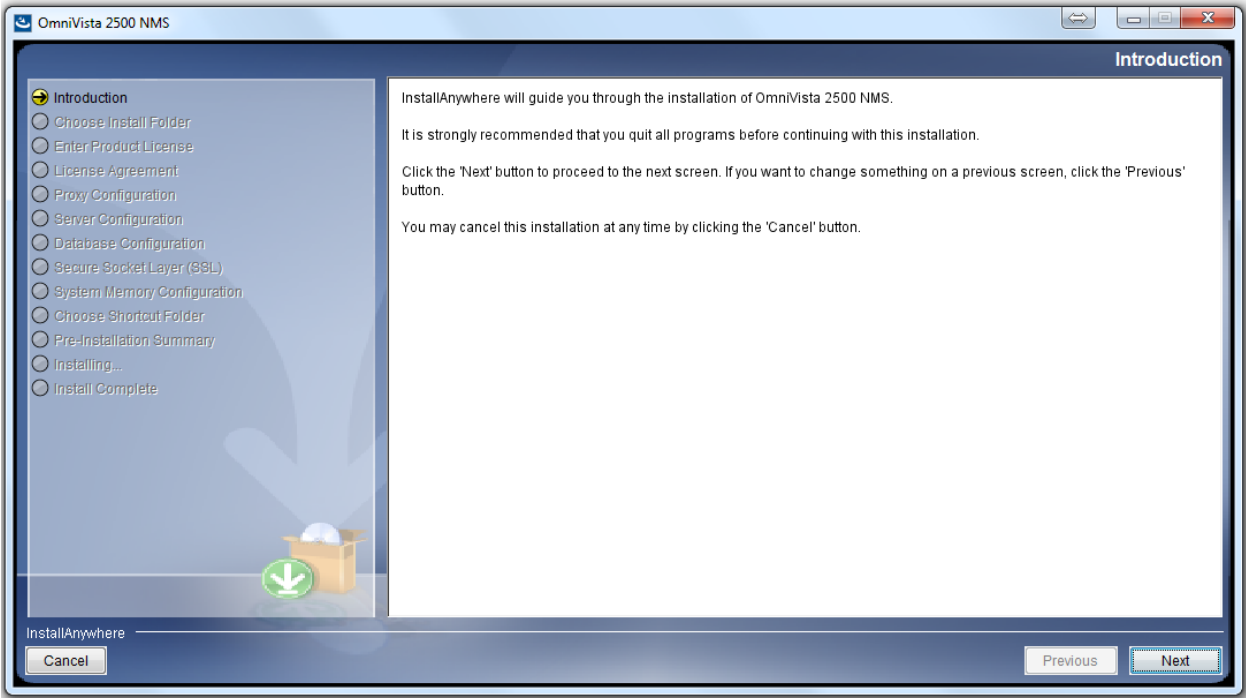 OmniVista 2500 NMS
Introduction
Introduction
Choose Install Folder
Enter Product License
License Agreement
Proxy Configuration
Server Configuration
Database Configuration
Secure Socket Layer (SSL)
System Memory Configuration
Choose Shortcut Folder
Pre-Installation Summary
Installing...
Install Complete
InstallAnywhere will guide you through the installation of OmniVista 2500 NMS.
It is strongly recommended that you quit all programs before continuing with this installation.
Click the 'Next' button to proceed to the next screen. If you want to change something on a previous screen, click the 'Previous'
button.
You may cancel this installation at any time by clicking the 'Cancel' button.
InstallAnywhere
Cancel
Previous
Next